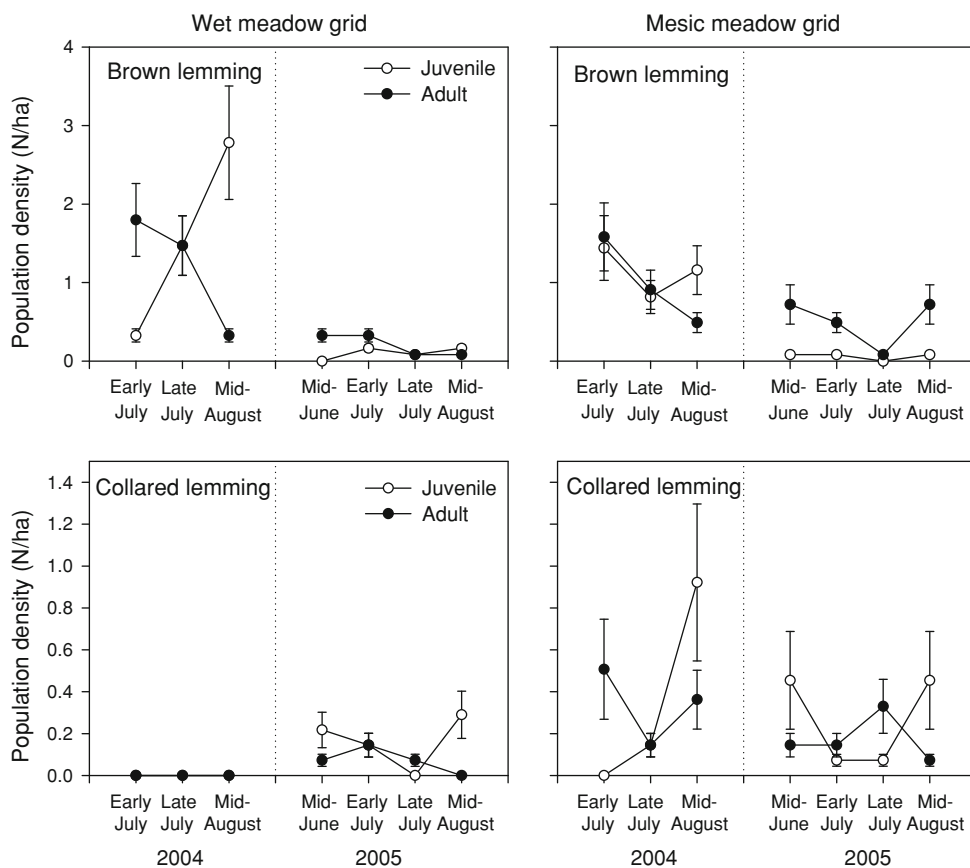 Wet meadow grid
Mesic meadow grid
Population density (N/ha)
4
3
2
1
0
Brown lemming
Juvenile
Adult
Brown lemming
Early Late Mid- Mid- Early Late Mid-
July July August June July July August
Early Late Mid- Mid- Early Late Mid-
July July August June July July August
Population density (N/ha)
1.4
1.2
1.0
0.8
0.6
0.4
0.2
0.0
Collared lemming
Juvenile
Adult
Collared lemming
Early Late Mid- Mid- Early Late Mid-
July July August June July July August
2004 2005
Early Late Mid- Mid- Early Late Mid-
July July August June July July August
2004 2005